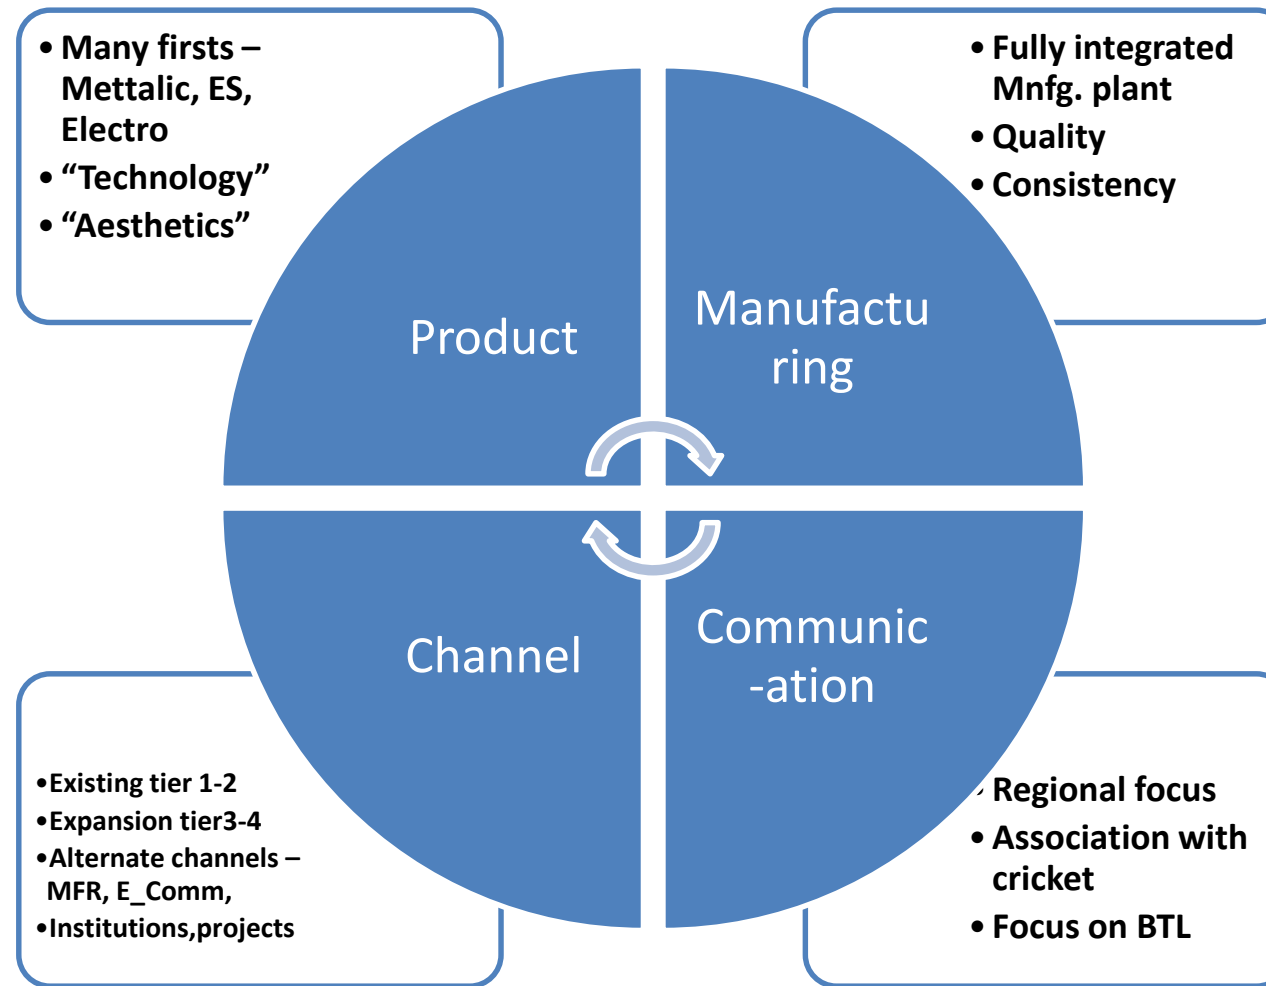 • Many firsts –
Mettalic, ES,
Electro
• “Technology”
• “Aesthetics”
• Fully integrated
Mnfg. plant
• Quality
• Consistency
Product
Manufactu
ring
Channel
Communic
-ation
•Existing tier 1-2
•Expansion tier3-4
•Alternate channels –
MFR, E_Comm,
•Institutions,projects
• Regional focus
• Association with
cricket
• Focus on BTL